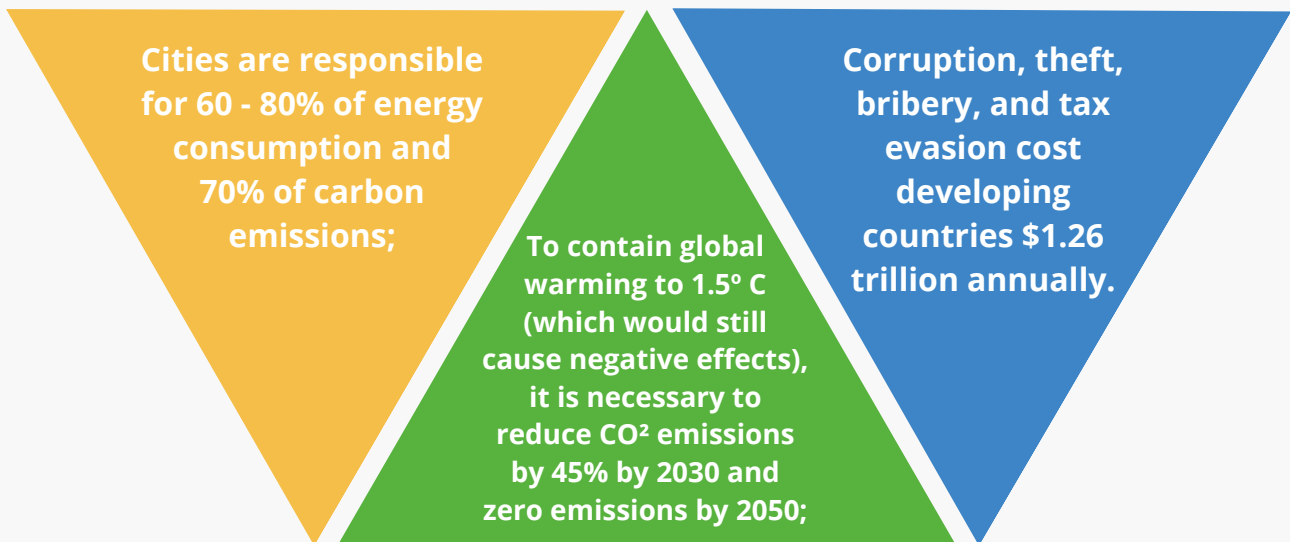 Cities are responsible
for 60 - 80% of energy
consumption and
70% of carbon
emissions;
To contain global
warming to 1.5º C
(which would still
cause negative effects),
it is necessary to
reduce CO² emissions
by 45% by 2030 and
zero emissions by 2050;
Corruption, theft,
bribery, and tax
evasion cost
developing
countries $1.26
trillion annually.